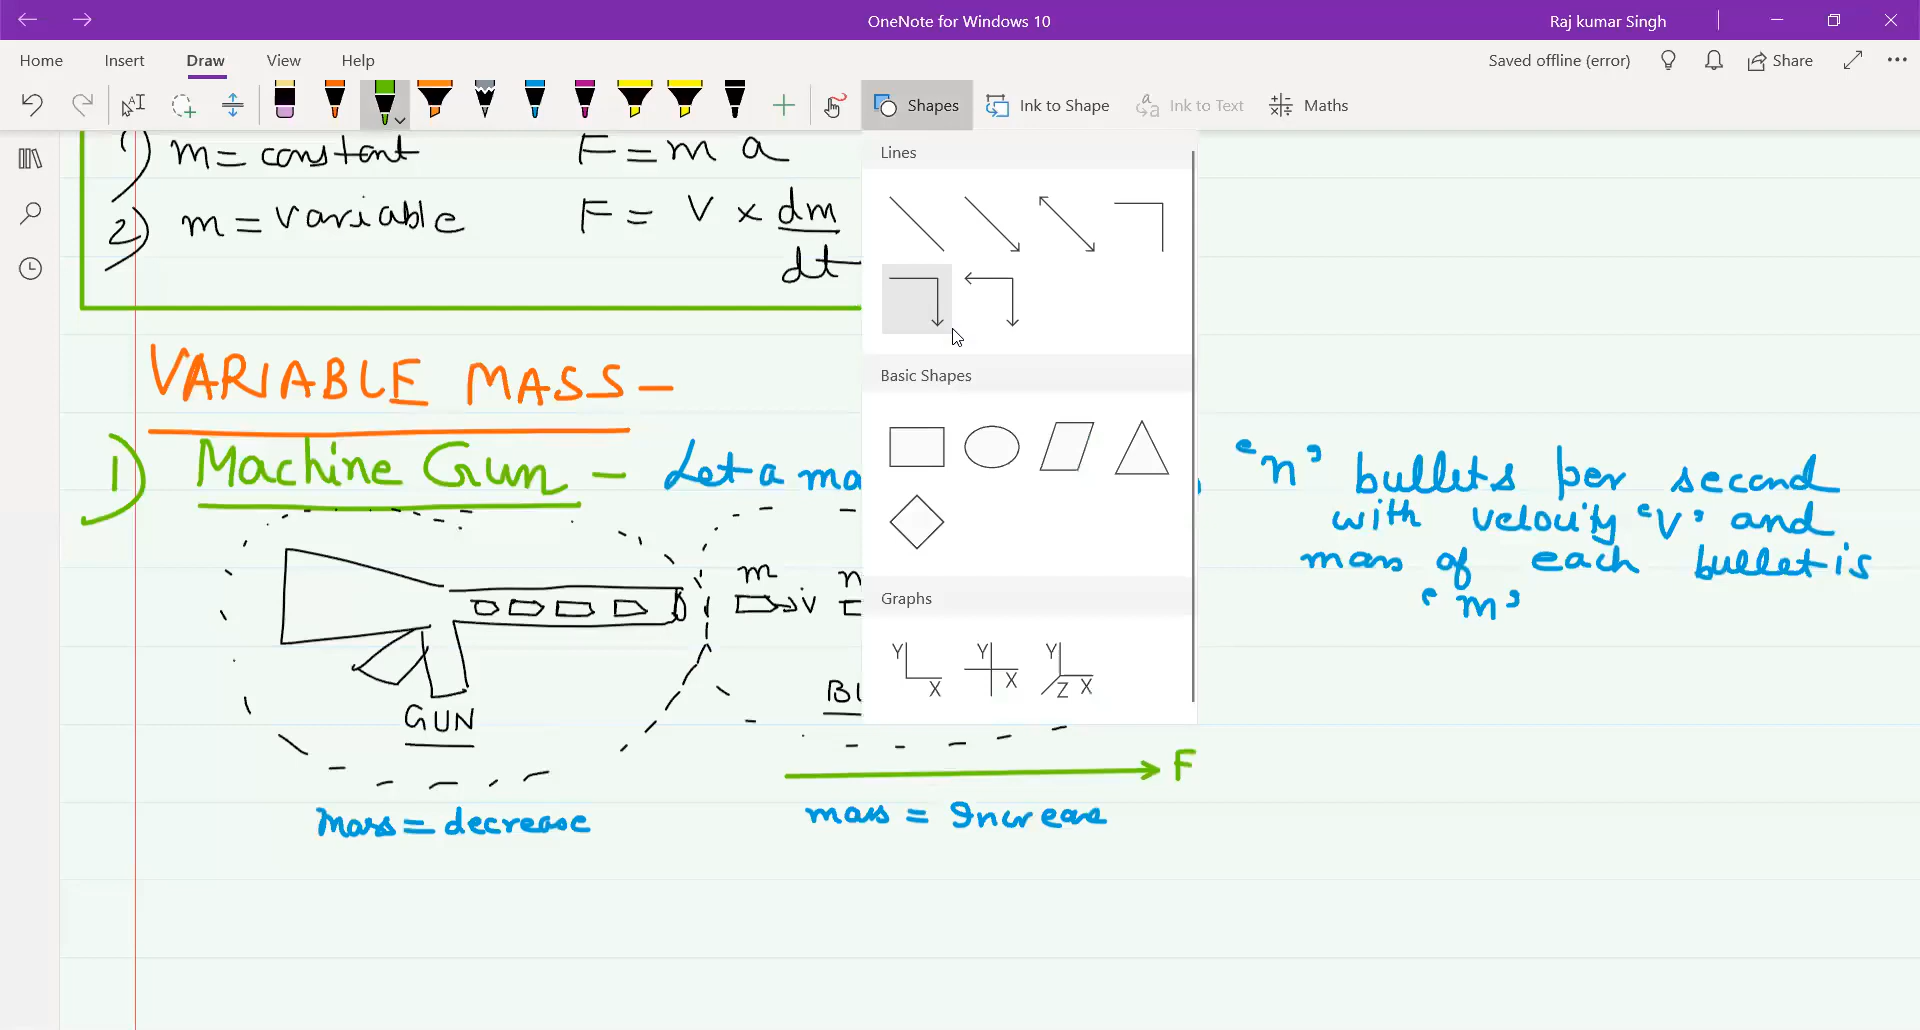 OneNote for Windows 10
Raj kumar Singh
Home Insert Draw View Help
Saved offline (error) Share
Shapes Ink to Shape Ink to Text Maths
Lines
Basic Shapes
Graphs
Y X Y X Y Z X
1) m = constant F = m a
2) m = variable F = V × dm
dt
VARIABLE MASS -
1) Machine Gun - Let a
'n' bullets per second
with velocity 'V' and
mass of each bullet is
'm'
m
v
GUN
F
mass = decrease mass = Increase